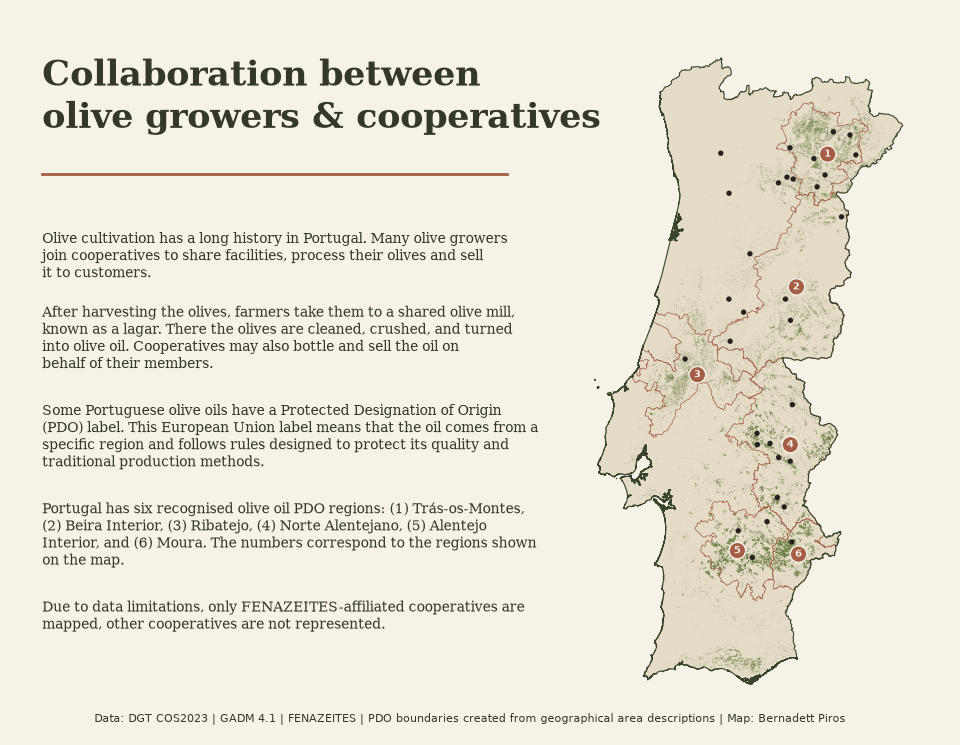 Collaboration between
olive growers & cooperatives
Olive cultivation has a long history in Portugal. Many olive growers
join cooperatives to share facilities, process their olives and sell
it to customers.
After harvesting the olives, farmers take them to a shared olive mill,
known as a lagar. There the olives are cleaned, crushed, and turned
into olive oil. Cooperatives may also bottle and sell the oil on
behalf of their members.
Some Portuguese olive oils have a Protected Designation of Origin
(PDO) label. This European Union label means that the oil comes from a
specific region and follows rules designed to protect its quality and
traditional production methods.
Portugal has six recognised olive oil PDO regions: (1) Trás-os-Montes,
(2) Beira Interior, (3) Ribatejo, (4) Norte Alentejano, (5) Alentejo
Interior, and (6) Moura. The numbers correspond to the regions shown
on the map.
Due to data limitations, only FENAZEITES-affiliated cooperatives are
mapped, other cooperatives are not represented.
1
2
3
4
5
6
Data: DGT COS2023 | GADM 4.1 | FENAZEITES | PDO boundaries created from geographical area descriptions | Map: Bernadett Piros